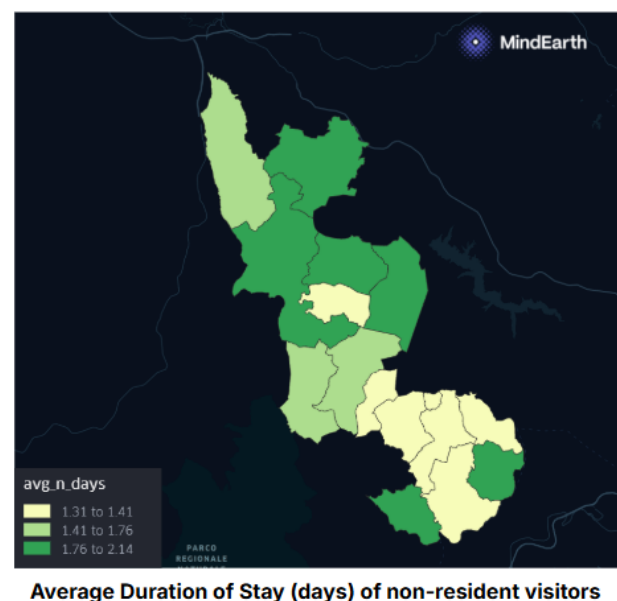 MindEarth
avg_n_days
1.31 to 1.41
1.41 to 1.76
1.76 to 2.14
PARCO
REGIONALE
Average Duration of Stay (days) of non-resident visitors